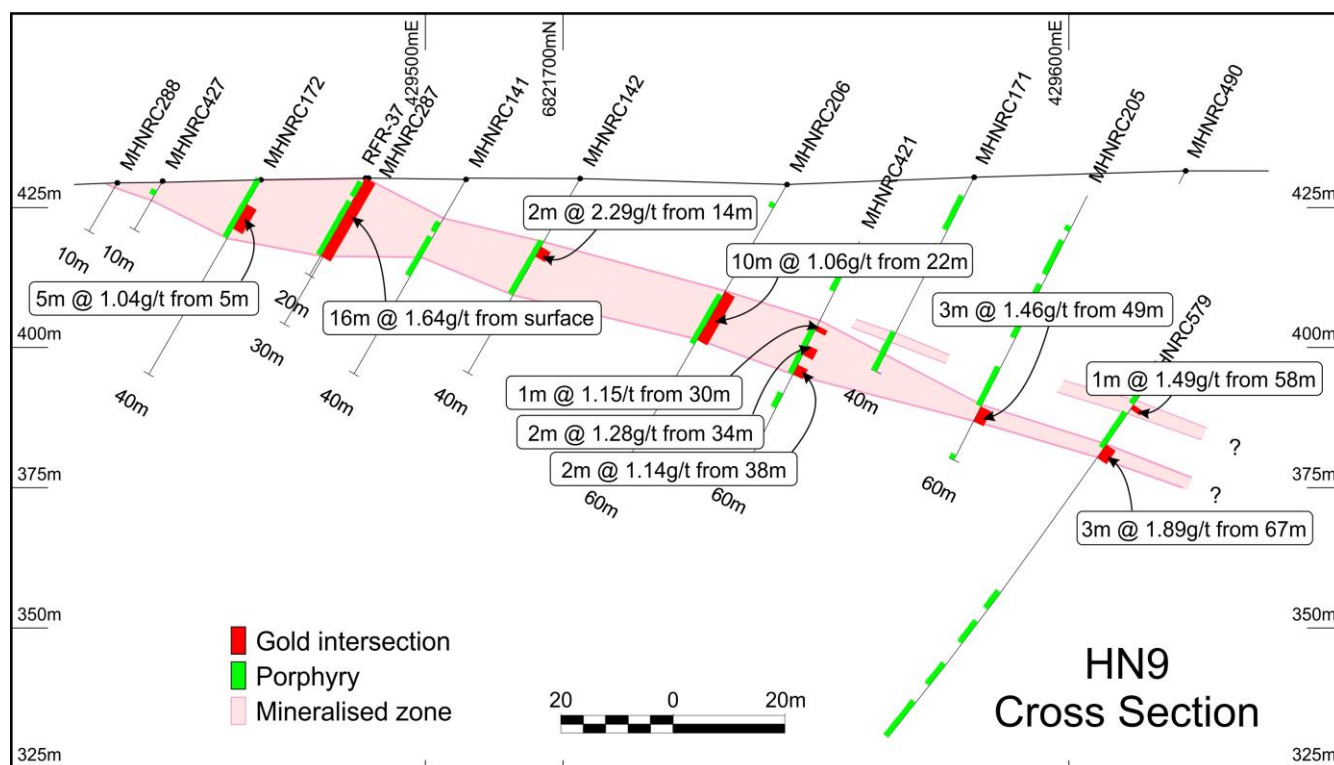 429500mE
6821700mN
429600mE
MHNRC288
MHNRC427
MHNRC172
RFR-37
MHNRC287
MHNRC141
MHNRC142
MHNRC206
MHNRC421
MHNRC171
MHNRC205
MHNRC490
425m
425m
2m @ 2.29g/t from 14m
10m
10m
10m @ 1.06g/t from 22m
20m
5m @ 1.04g/t from 5m
16m @ 1.64g/t from surface
3m @ 1.46g/t from 49m
HNRC579
400m
400m
30m
1m @ 1.49g/t from 58m
1m @ 1.15/t from 30m
40m
40m
40m
40m
2m @ 1.28g/t from 34m
2m @ 1.14g/t from 38m
?
60m
375m
375m
60m
60m
?
3m @ 1.89g/t from 67m
350m
350m
Gold intersection
Porphyry
Mineralised zone
20
0
20m
HN9
Cross Section
325m
325m